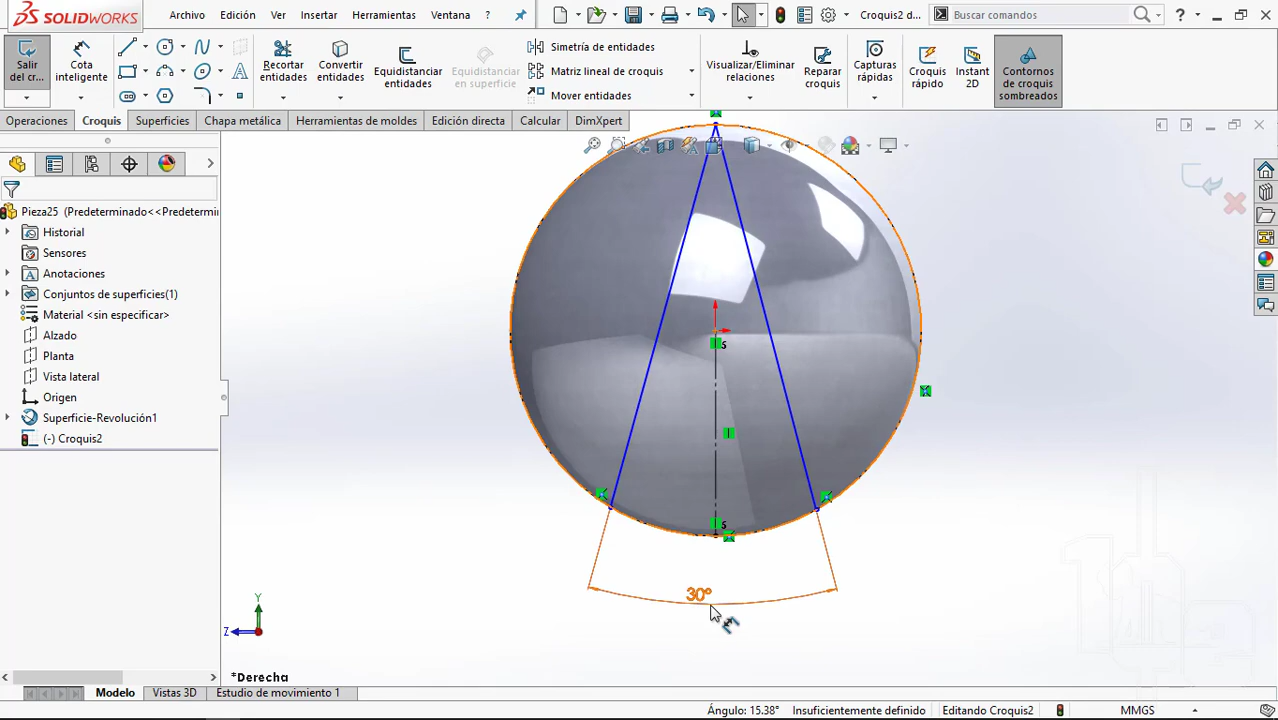 SOLIDWORKS
Archivo Edición Ver Insertar Herramientas Ventana ?
Croquis2 d...
Buscar comandos
?
Salir del cr...
Cota inteligente
Recortar entidades
Convertir entidades
Equidistanciar entidades
Equidistanciar en superficie
Simetría de entidades
Matriz lineal de croquis
Mover entidades
Visualizar/Eliminar relaciones
Reparar croquis
Capturas rápidas
Croquis rápido
Instant 2D
Contornos de croquis sombreados
Operaciones Croquis Superficies Chapa metálica Herramientas de moldes Edición directa Calcular DimXpert
Pieza25 (Predeterminado<<Predetermir
Historial
Sensores
Anotaciones
Conjuntos de superficies(1)
Material <sin especificar>
Alzado
Planta
Vista lateral
Origen
Superficie-Revolución1
(-) Croquis2
30°
Y
Z
*Derecha
Modelo Vistas 3D Estudio de movimiento 1
Ángulo: 15.38° Insuficientemente definido Editando Croquis2 MMGS